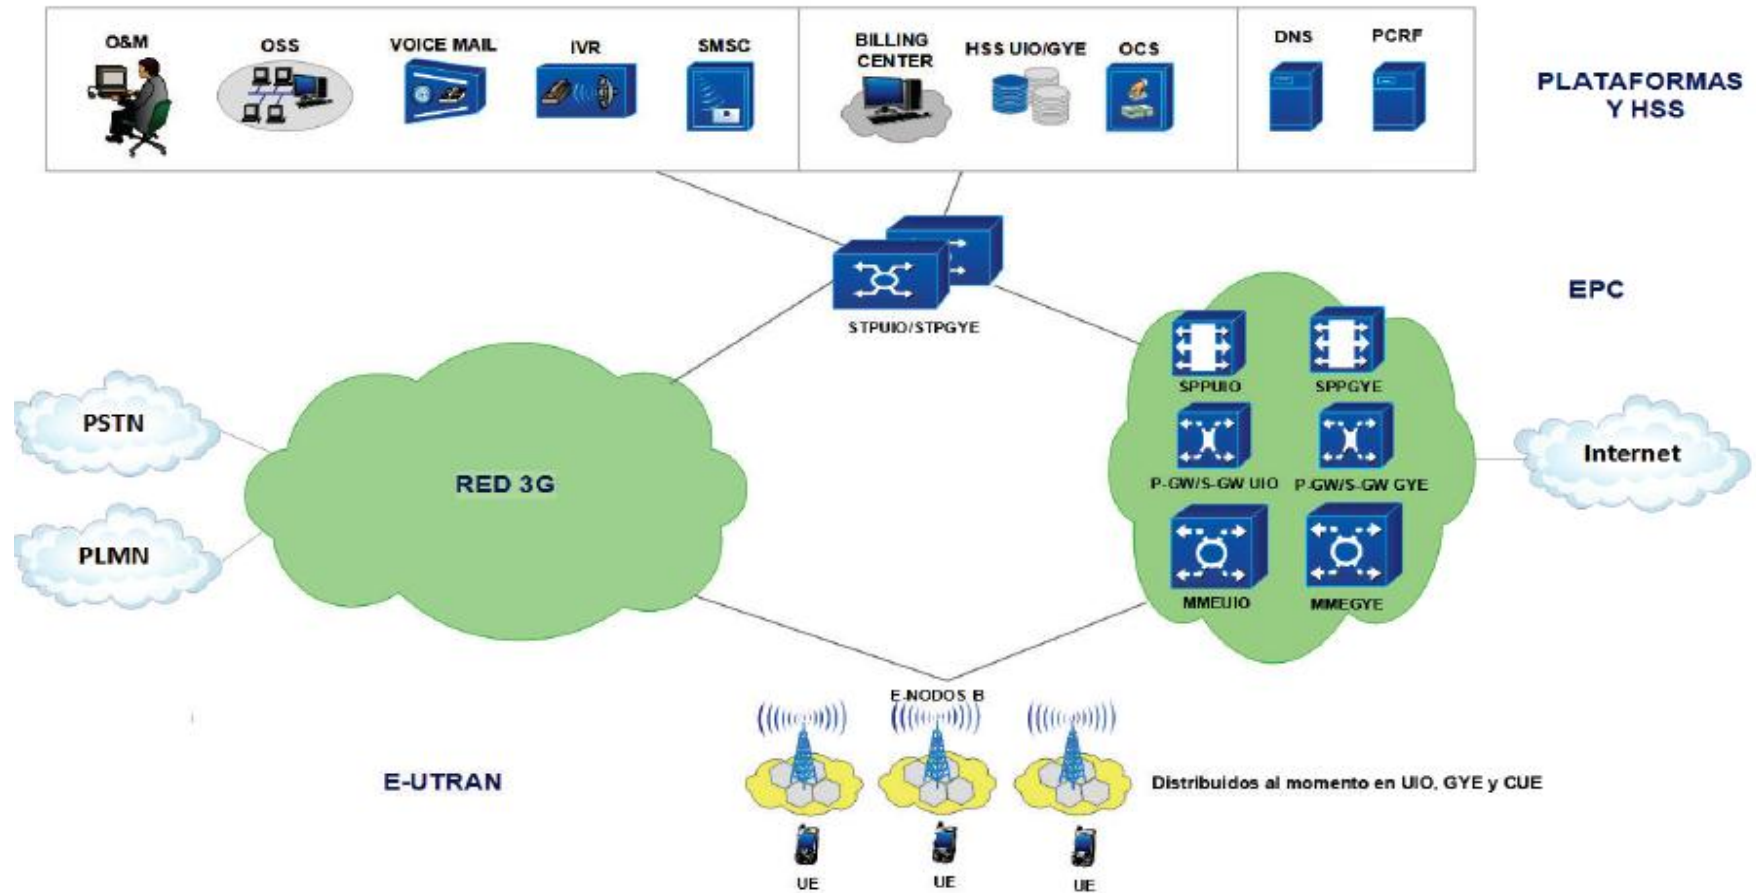 O&M
OSS
VOICE MAIL
IVR
SMSC
BILLING
CENTER
HSS UIO/GYE
OCS
DNS
PCRF
PLATAFORMAS
Y HSS
STPUIO/STPGYE
EPC
SPPUIO
SPPGYE
P-GW/S-GW UIO
P-GW/S-GW GYE
MMEUIO
MMEGYE
PSTN
PLMN
RED 3G
Internet
E-NODOS B
E-UTRAN
Distribuidos al momento en UIO, GYE y CUE
UE
UE
UE